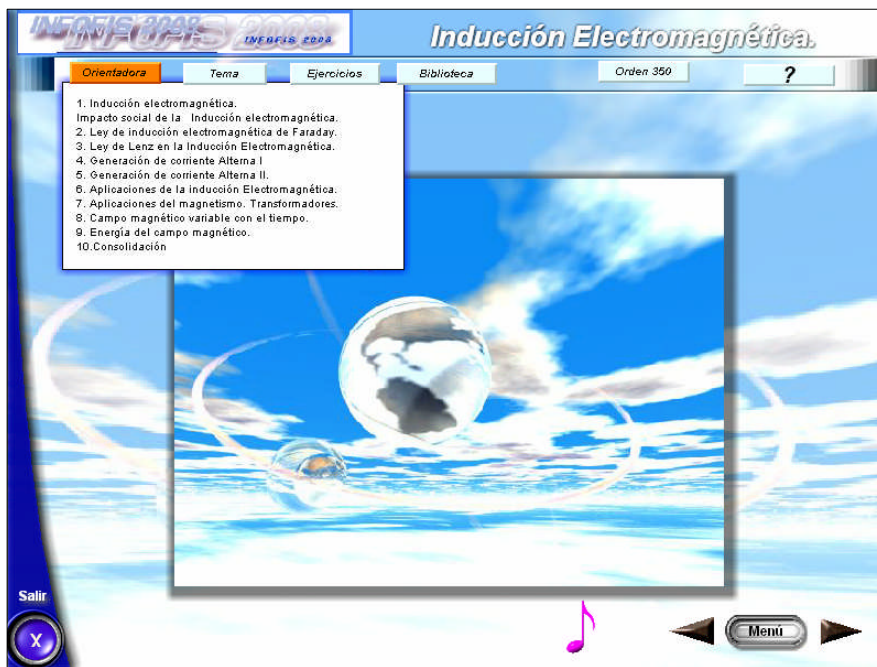 INFOFIS 2008
INFOFIS 2008
Inducción Electromagnética.
Orientadora
Tema
Ejercicios
Biblioteca
Orden 350
?
1. Inducción electromagnética.
Impacto social de la Inducción electromagnética.
2. Ley de inducción electromagnética de Faraday.
3. Ley de Lenz en la Inducción Electromagnética.
4. Generación de corriente Alterna I
5. Generación de corriente Alterna II.
6. Aplicaciones de la inducción Electromagnética.
7. Aplicaciones del magnetismo. Transformadores.
8. Campo magnético variable con el tiempo.
9. Energía del campo magnético.
10.Consolidación
Salir
X
Menú